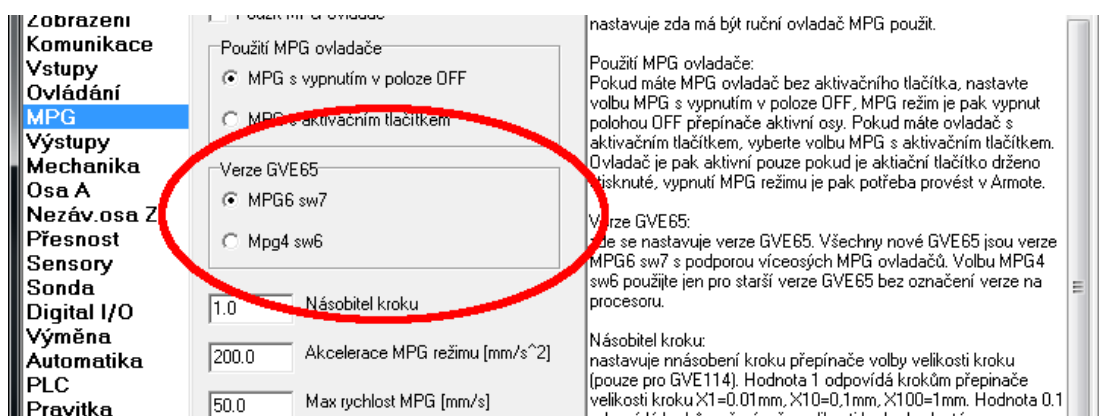 Zobrazení
Komunikace
Vstupy
Ovládání
MPG
Výstupy
Mechanika
Osa A
Nezáv.osa Z
Přesnost
Sensory
Sonda
Digital I/O
Výměna
Automatika
PLC
Pravitka
Použít MPG ovladače
Použití MPG ovladače
MPG s vypnutím v poloze OFF
MPG s aktivačním tlačítkem
Verze GVE65
MPG6 sw7
Mpg4 sw6
1.0 Násobitel kroku
200.0 Akcelerace MPG režimu [mm/s^2]
50.0 Max rychlost MPG [mm/s]
nastavuje zda má být ruční ovladač MPG použit.
Použití MPG ovladače:
Pokud máte MPG ovladač bez aktivačního tlačítka, nastavte
volbu MPG s vypnutím v poloze OFF, MPG režim je pak vypnut
polohou OFF přepínače aktivní osy. Pokud máte ovladač s
aktivačním tlačítkem, vyberte volbu MPG s aktivačním tlačítkem.
Ovladač je pak aktivní pouze pokud je aktiační tlačítko drženo
stisknuté, vypnutí MPG režimu je pak potřeba provést v Armote.
Verze GVE65:
zde se nastavuje verze GVE65. Všechny nové GVE65 jsou verze
MPG6 sw7 s podporou víceosých MPG ovladačů. Volbu MPG4
sw6 použijte jen pro starší verze GVE65 bez označení verze na
procesoru.
Násobitel kroku:
nastavuje nnásobení kroku přepínače volby velikosti kroku
(pouze pro GVE114). Hodnota 1 odpovídá krokům přepinače
velikosti kroku X1=0.01mm, X10=0,1mm, X100=1mm. Hodnota 0.1